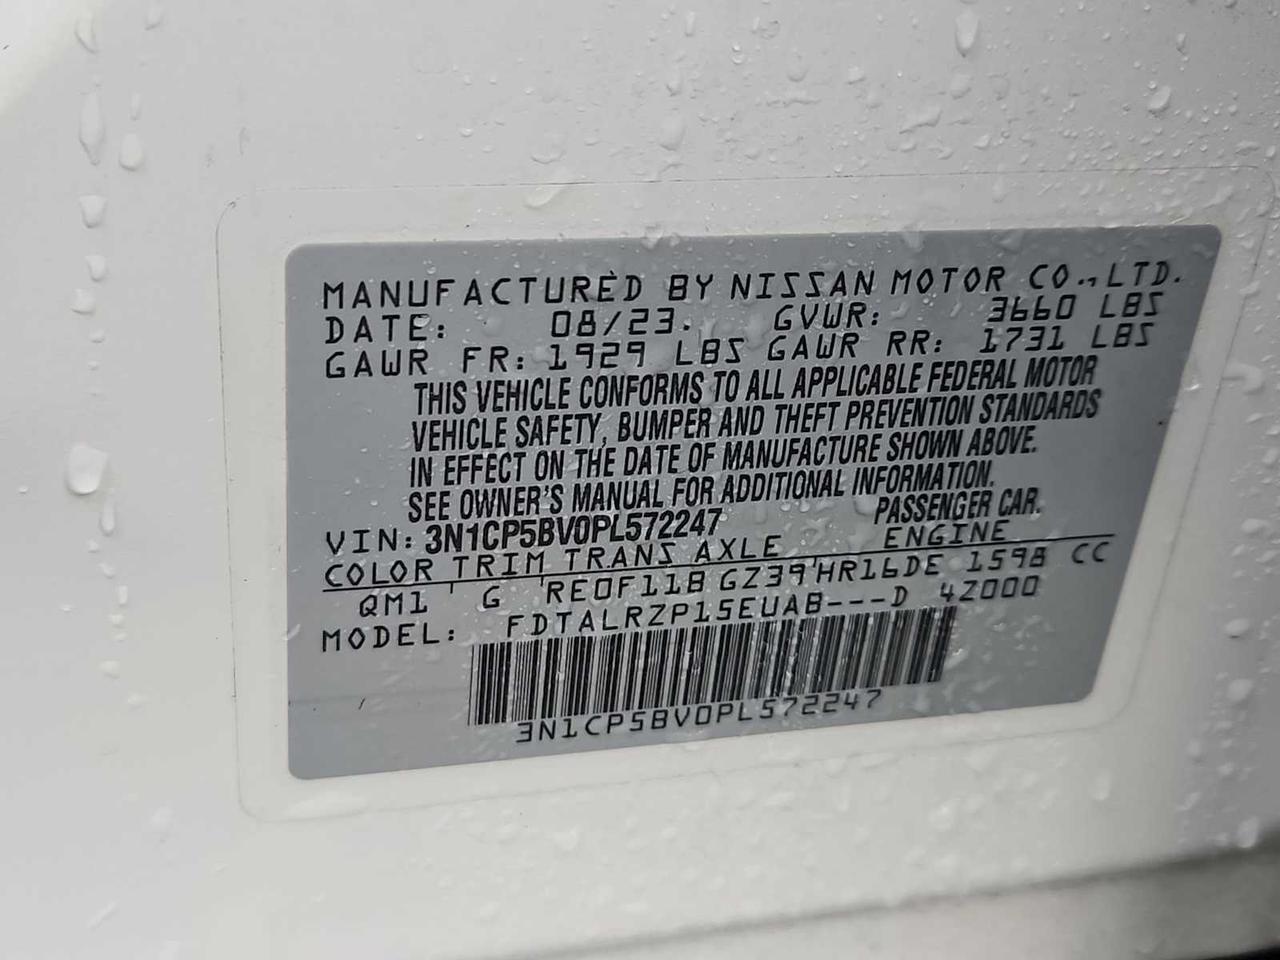 MANUFACTURED BY NISSAN MOTOR CO.,LTD.
DATE: 08/23. GVWR: 3660 LBS
GAWR FR: 1929 LBS GAWR RR: 1731 LBS
THIS VEHICLE CONFORMS TO ALL APPLICABLE FEDERAL MOTOR
VEHICLE SAFETY, BUMPER AND THEFT PREVENTION STANDARDS
IN EFFECT ON THE DATE OF MANUFACTURE SHOWN ABOVE.
SEE OWNER'S MANUAL FOR ADDITIONAL INFORMATION.
VIN: 3N1CP5BV0PL572247 PASSENGER CAR.
COLOR TRIM TRANS AXLE ENGINE
QM1 G RE0F11B GZ39 HR16DE 1598 CC
MODEL: FDTALRZP15EUAB---D 42000
3N1CP5BV0PL572247